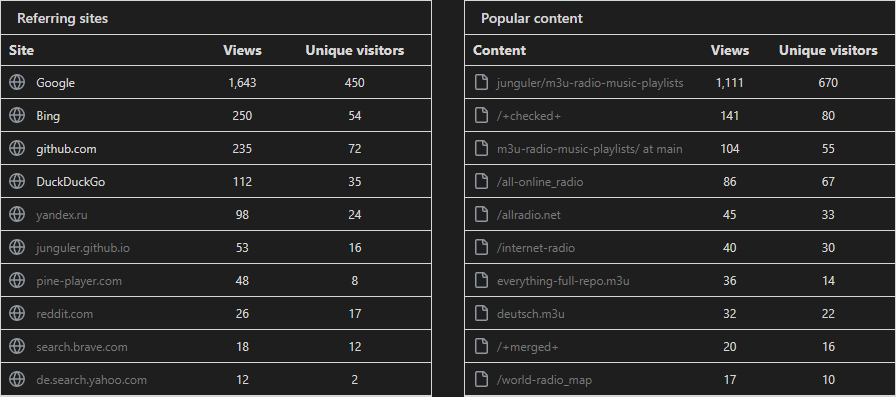 Referring sites
Site Views Unique visitors
Google 1,643 450
Bing 250 54
github.com 235 72
DuckDuckGo 112 35
yandex.ru 98 24
junguler.github.io 53 16
pine-player.com 48 8
reddit.com 26 17
search.brave.com 18 12
de.search.yahoo.com 12 2
Popular content
Content Views Unique visitors
junguler/m3u-radio-music-playlists 1,111 670
/+checked+ 141 80
m3u-radio-music-playlists/ at main 104 55
/all-online_radio 86 67
/allradio.net 45 33
/internet-radio 40 30
everything-full-repo.m3u 36 14
deutsch.m3u 32 22
/+merged+ 20 16
/world-radio_map 17 10